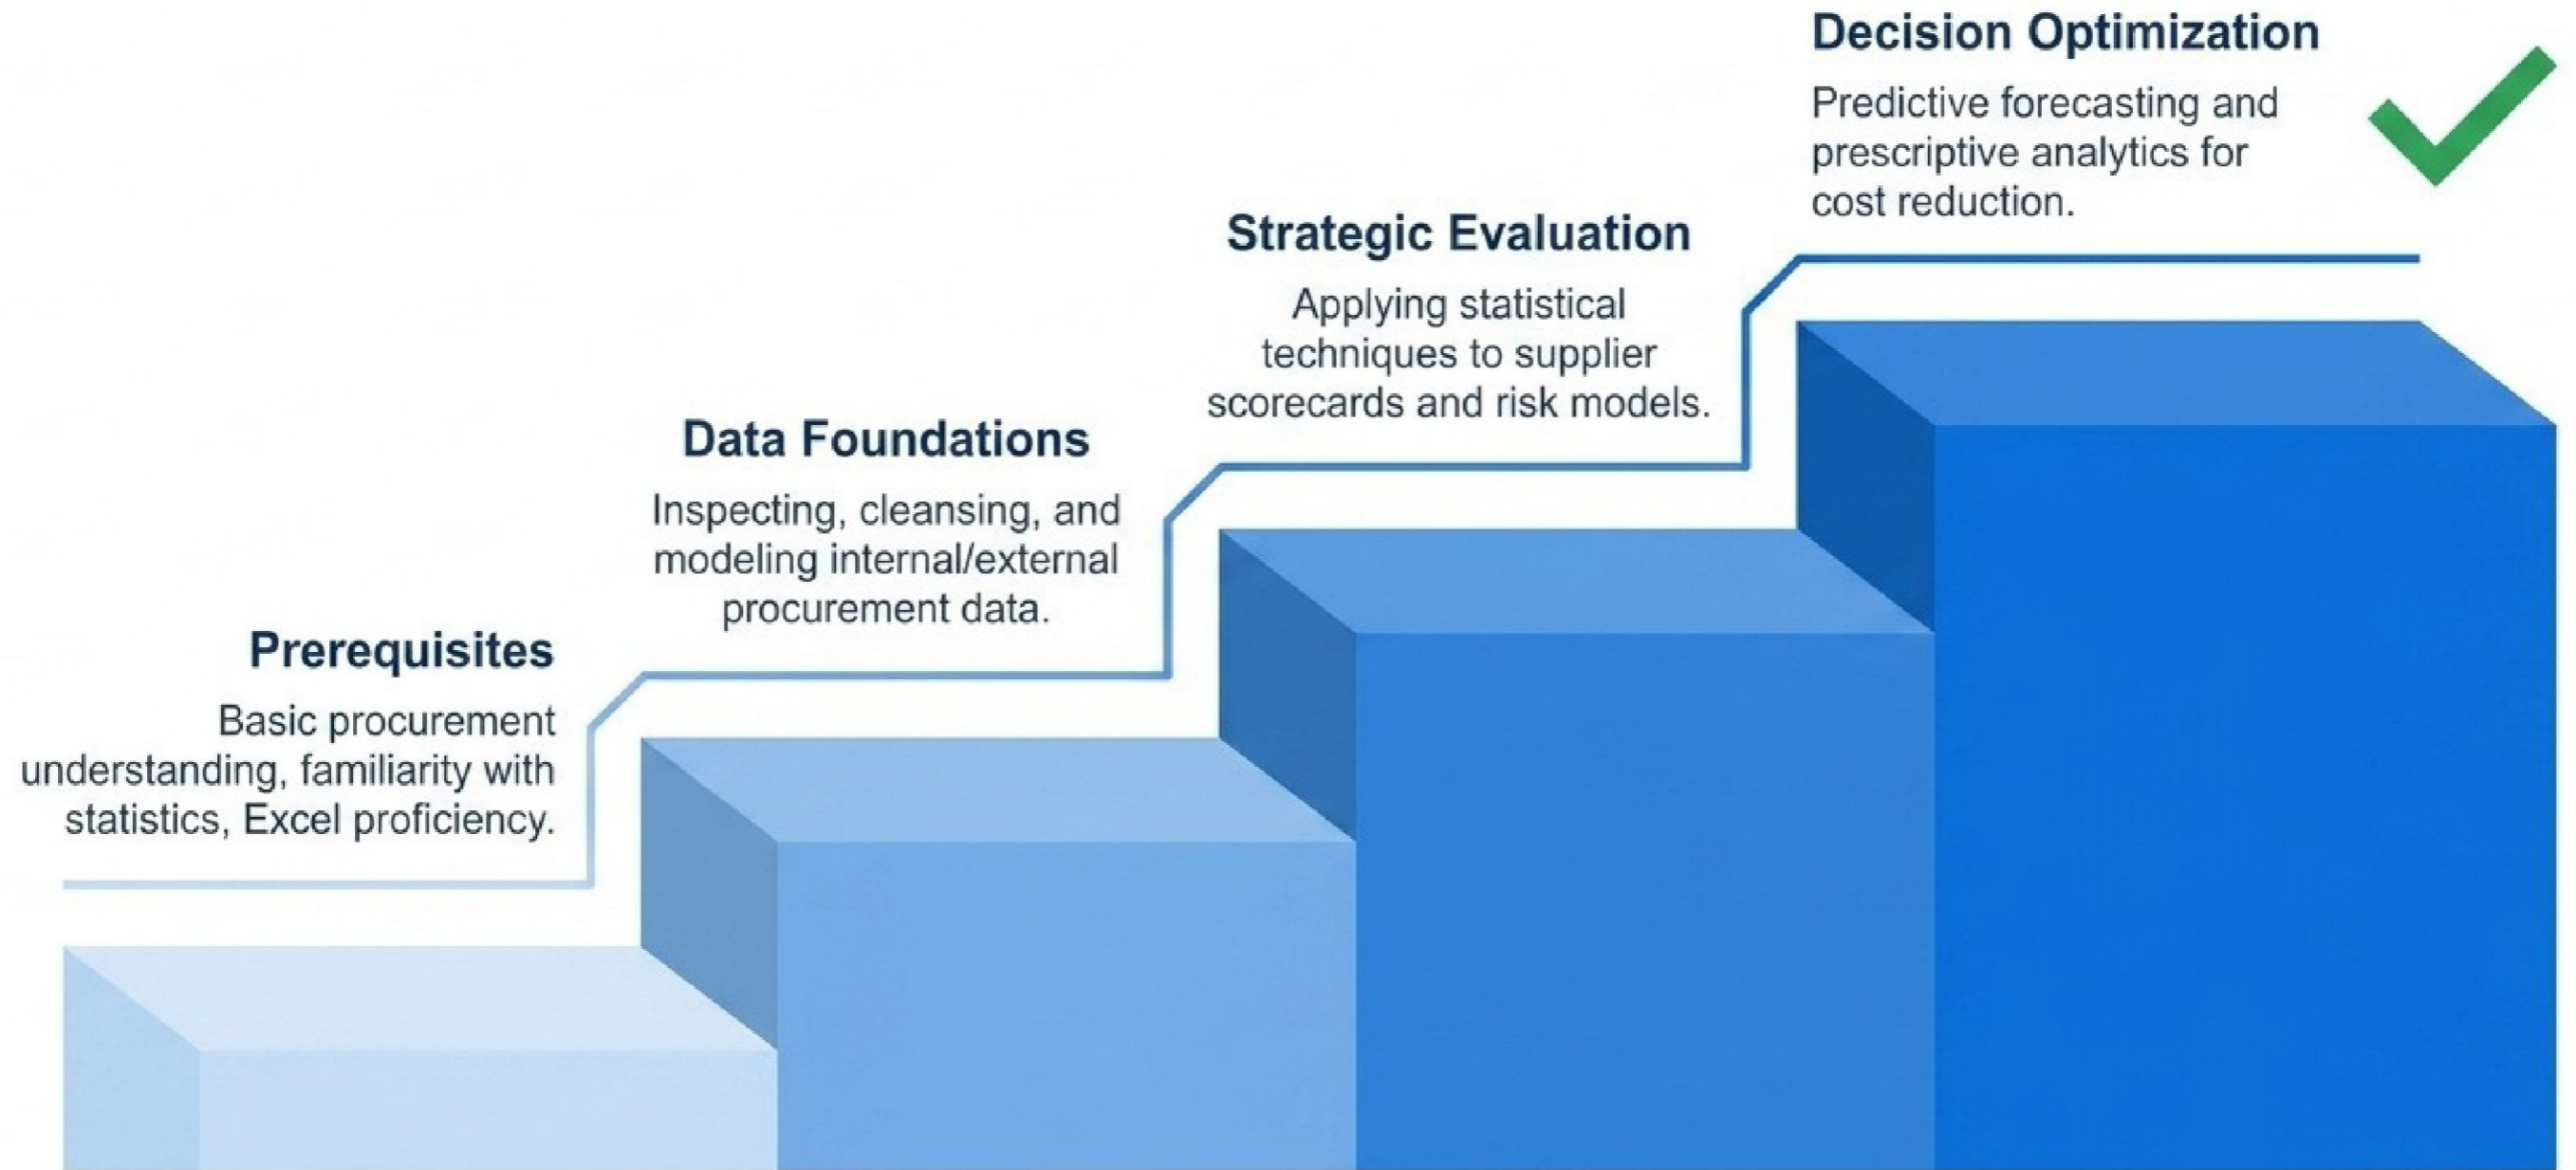 Prerequisites
Basic procurement
understanding, familiarity with
statistics, Excel proficiency.
Data Foundations
Inspecting, cleansing, and
modeling internal/external
procurement data.
Strategic Evaluation
Applying statistical
techniques to supplier
scorecards and risk models.
Decision Optimization
Predictive forecasting and
prescriptive analytics for
cost reduction.